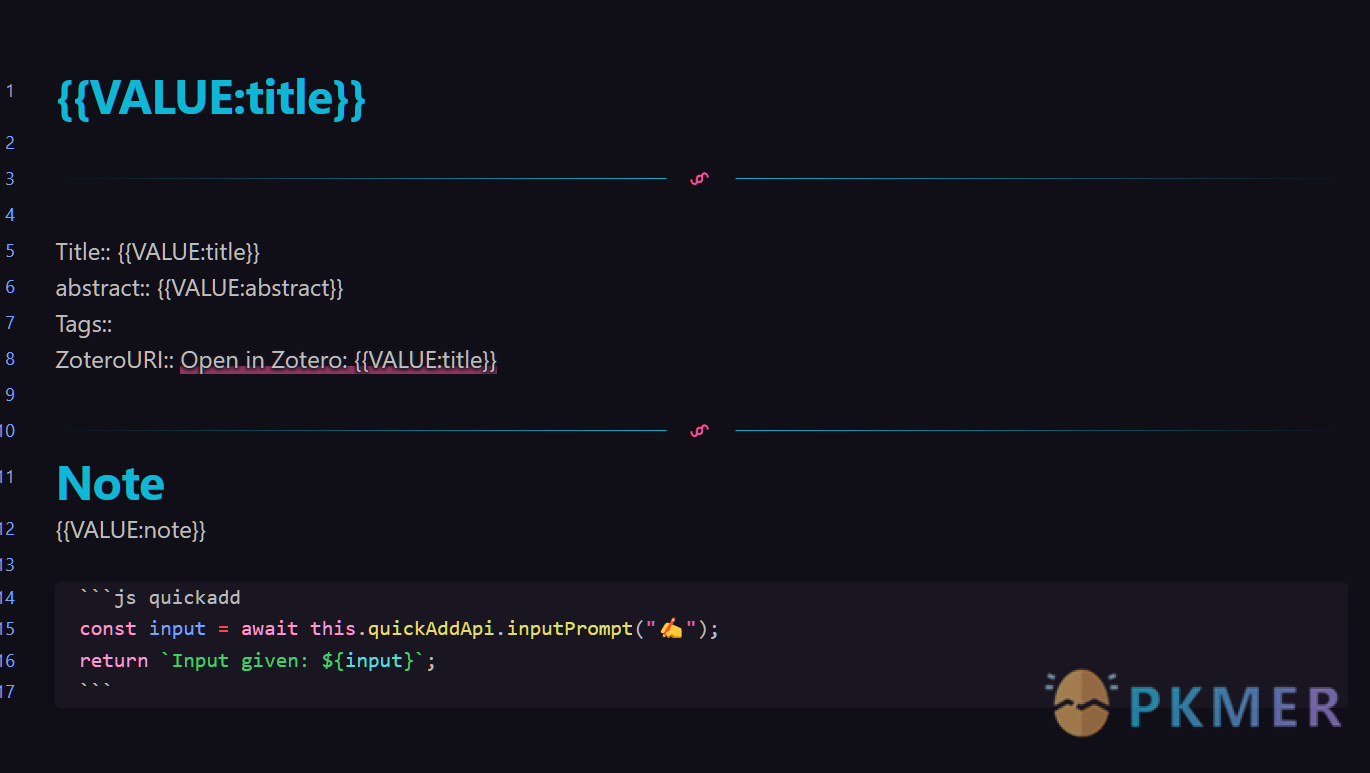 1 {{VALUE:title}}
2
3
4
5 Title:: {{VALUE:title}}
6 abstract:: {{VALUE:abstract}}
7 Tags::
8 ZoteroURI:: Open in Zotero: {{VALUE:title}}
9
10
11 Note
12 {{VALUE:note}}
13
14 ```js quickadd
15 const input = await this.quickAddApi.inputPrompt("✍");
16 return `Input given: ${input}`;
17 ```
PKMER